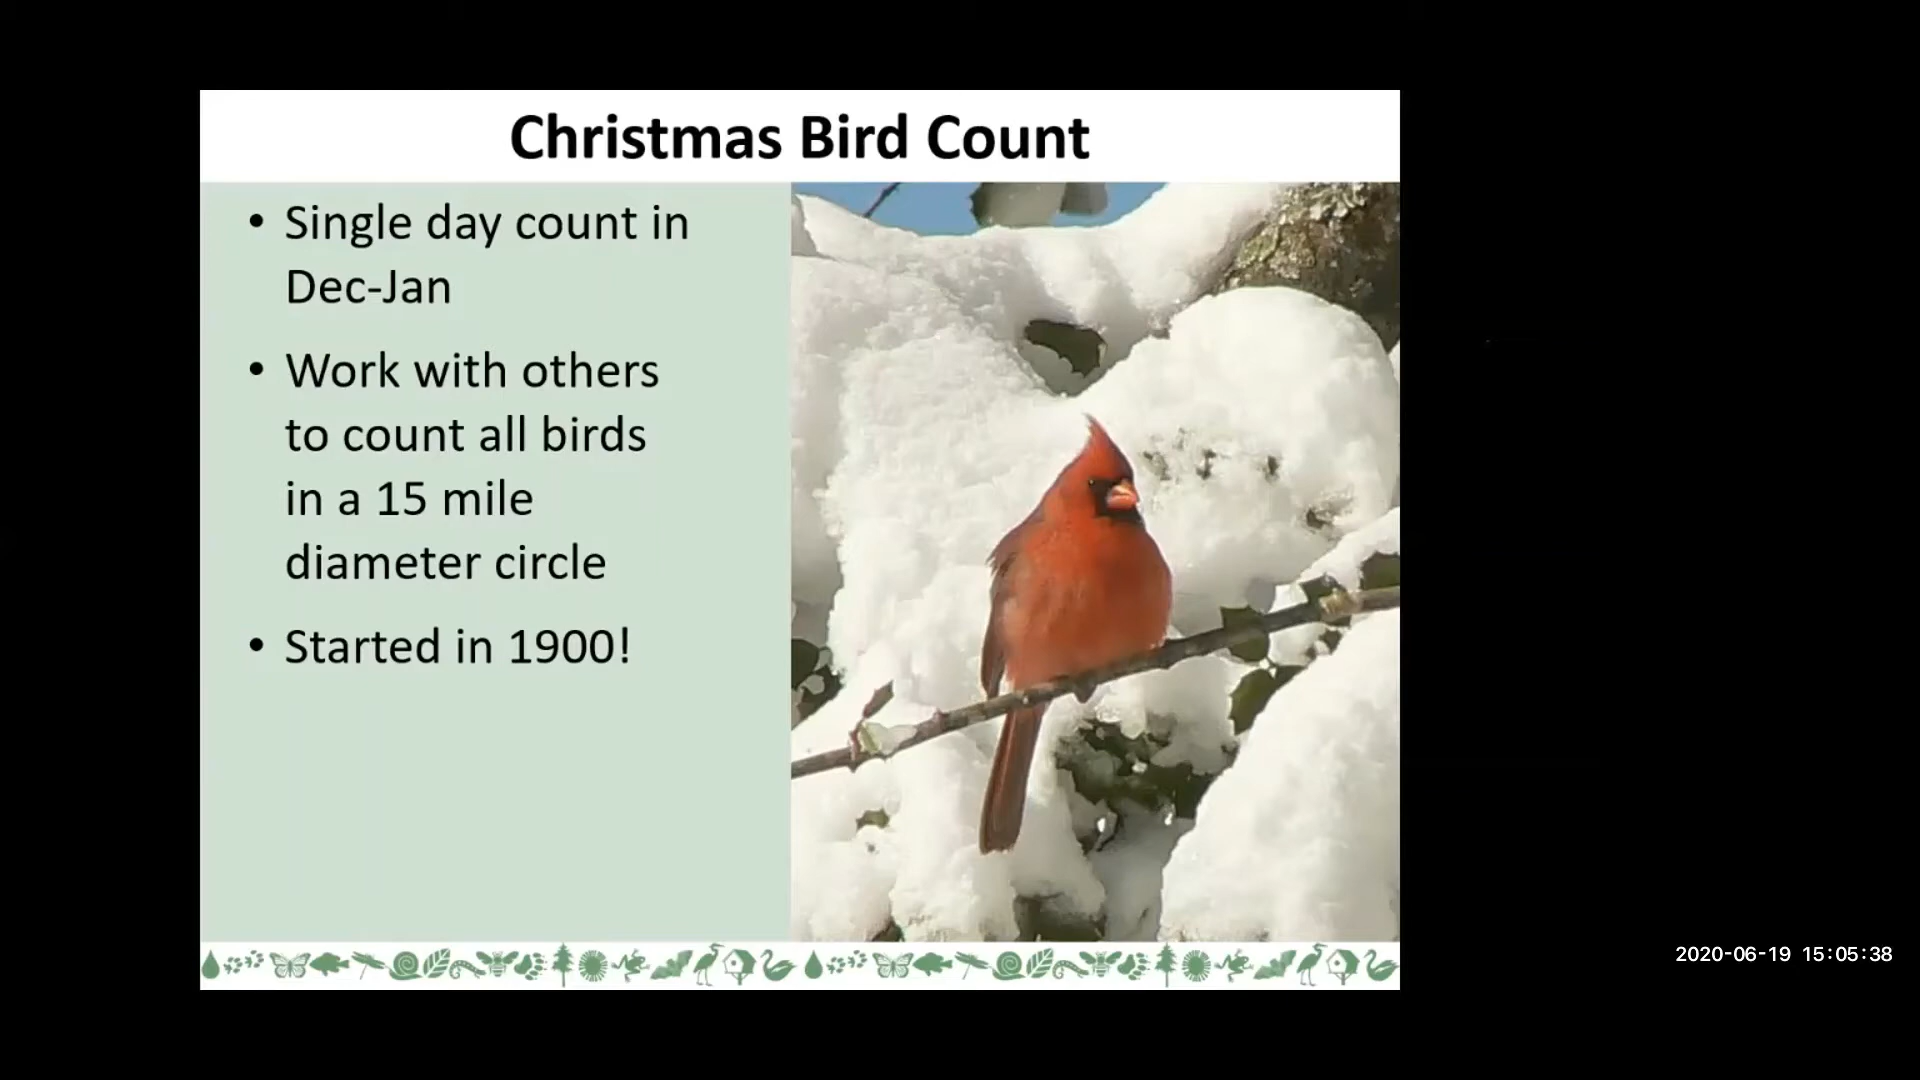 Christmas Bird Count
• Single day count in
Dec-Jan
• Work with others
to count all birds
in a 15 mile
diameter circle
• Started in 1900!
2020-06-19 15:05:38